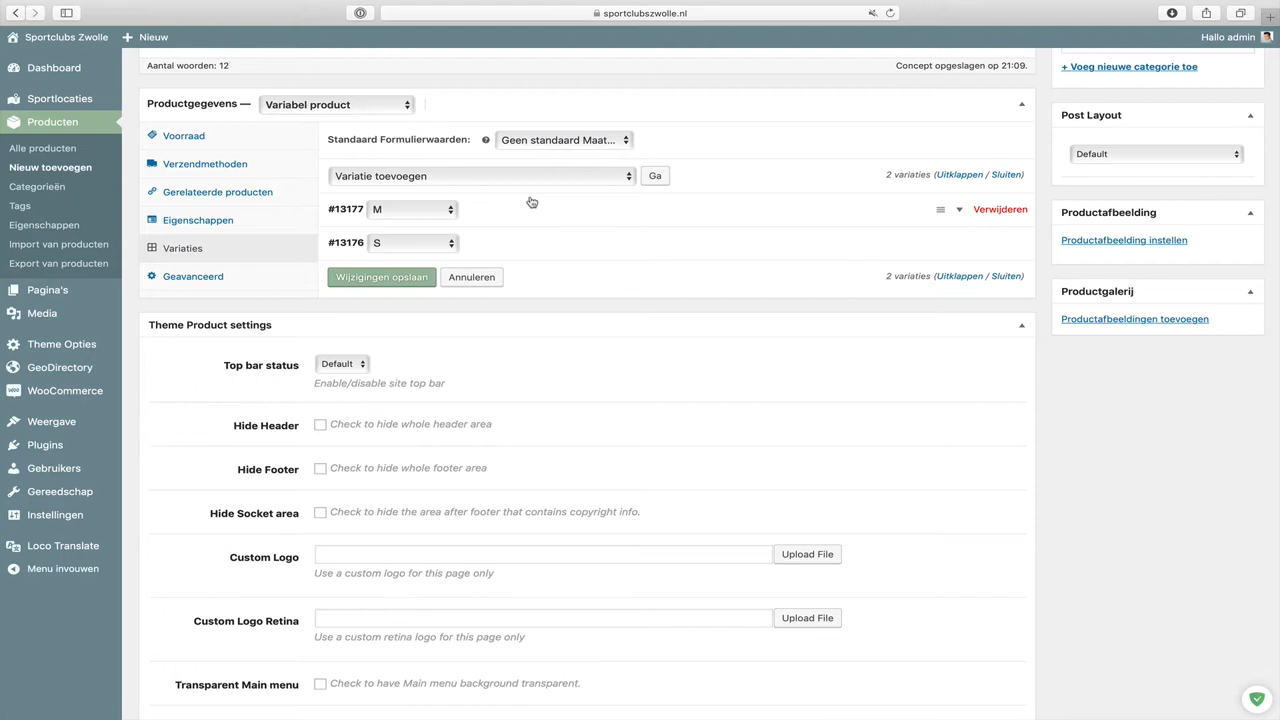 sportclubszwolle.nl
Sportclubs Zwolle
Nieuw
Hallo admin
Dashboard
Sportlocaties
Producten
Alle producten
Nieuw toevoegen
Categorieën
Tags
Eigenschappen
Import van producten
Export van producten
Pagina's
Media
Theme Opties
GeoDirectory
WooCommerce
Weergave
Plugins
Gebruikers
Gereedschap
Instellingen
Loco Translate
Menu invouwen
Aantal woorden: 12
Concept opgeslagen op 21:09.
Productgegevens — Variabel product
Voorraad
Verzendmethoden
Gerelateerde producten
Eigenschappen
Variaties
Geavanceerd
Standaard Formulierwaarden: Geen standaard Maat...
Variatie toevoegen Ga
2 variaties (Uitklappen / Sluiten)
#13177 M Verwijderen
#13176 S
Wijzigingen opslaan Annuleren
2 variaties (Uitklappen / Sluiten)
Theme Product settings
Top bar status Default
Enable/disable site top bar
Hide Header Check to hide whole header area
Hide Footer Check to hide whole footer area
Hide Socket area Check to hide the area after footer that contains copyright info.
Custom Logo Upload File
Use a custom logo for this page only
Custom Logo Retina Upload File
Use a custom retina logo for this page only
Transparent Main menu Check to have Main menu background transparent.
+ Voeg nieuwe categorie toe
Post Layout
Default
Productafbeelding
Productafbeelding instellen
Productgalerij
Productafbeeldingen toevoegen